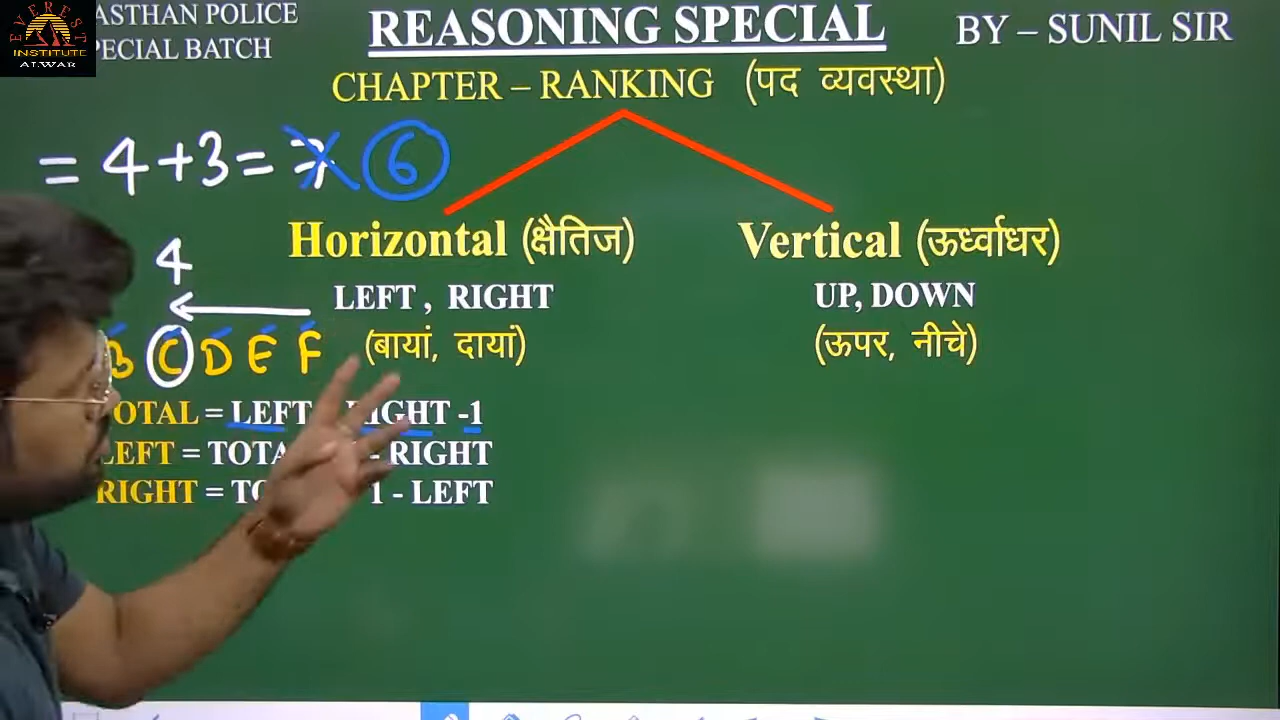 EVEREST
INSTITUTE
ALWAR
ASTHAN POLICE
PECIAL BATCH
REASONING SPECIAL
BY – SUNIL SIR
CHAPTER – RANKING (पद व्यवस्था)
= 4+3= 7 6
Horizontal (क्षैतिज)
Vertical (ऊर्ध्वाधर)
4
LEFT , RIGHT
UP, DOWN
B C D E F
(बायां, दायां)
(ऊपर, नीचे)
OTAL = LEFT RIGHT -1
LEFT = TOTA - RIGHT
RIGHT = TO 1 - LEFT